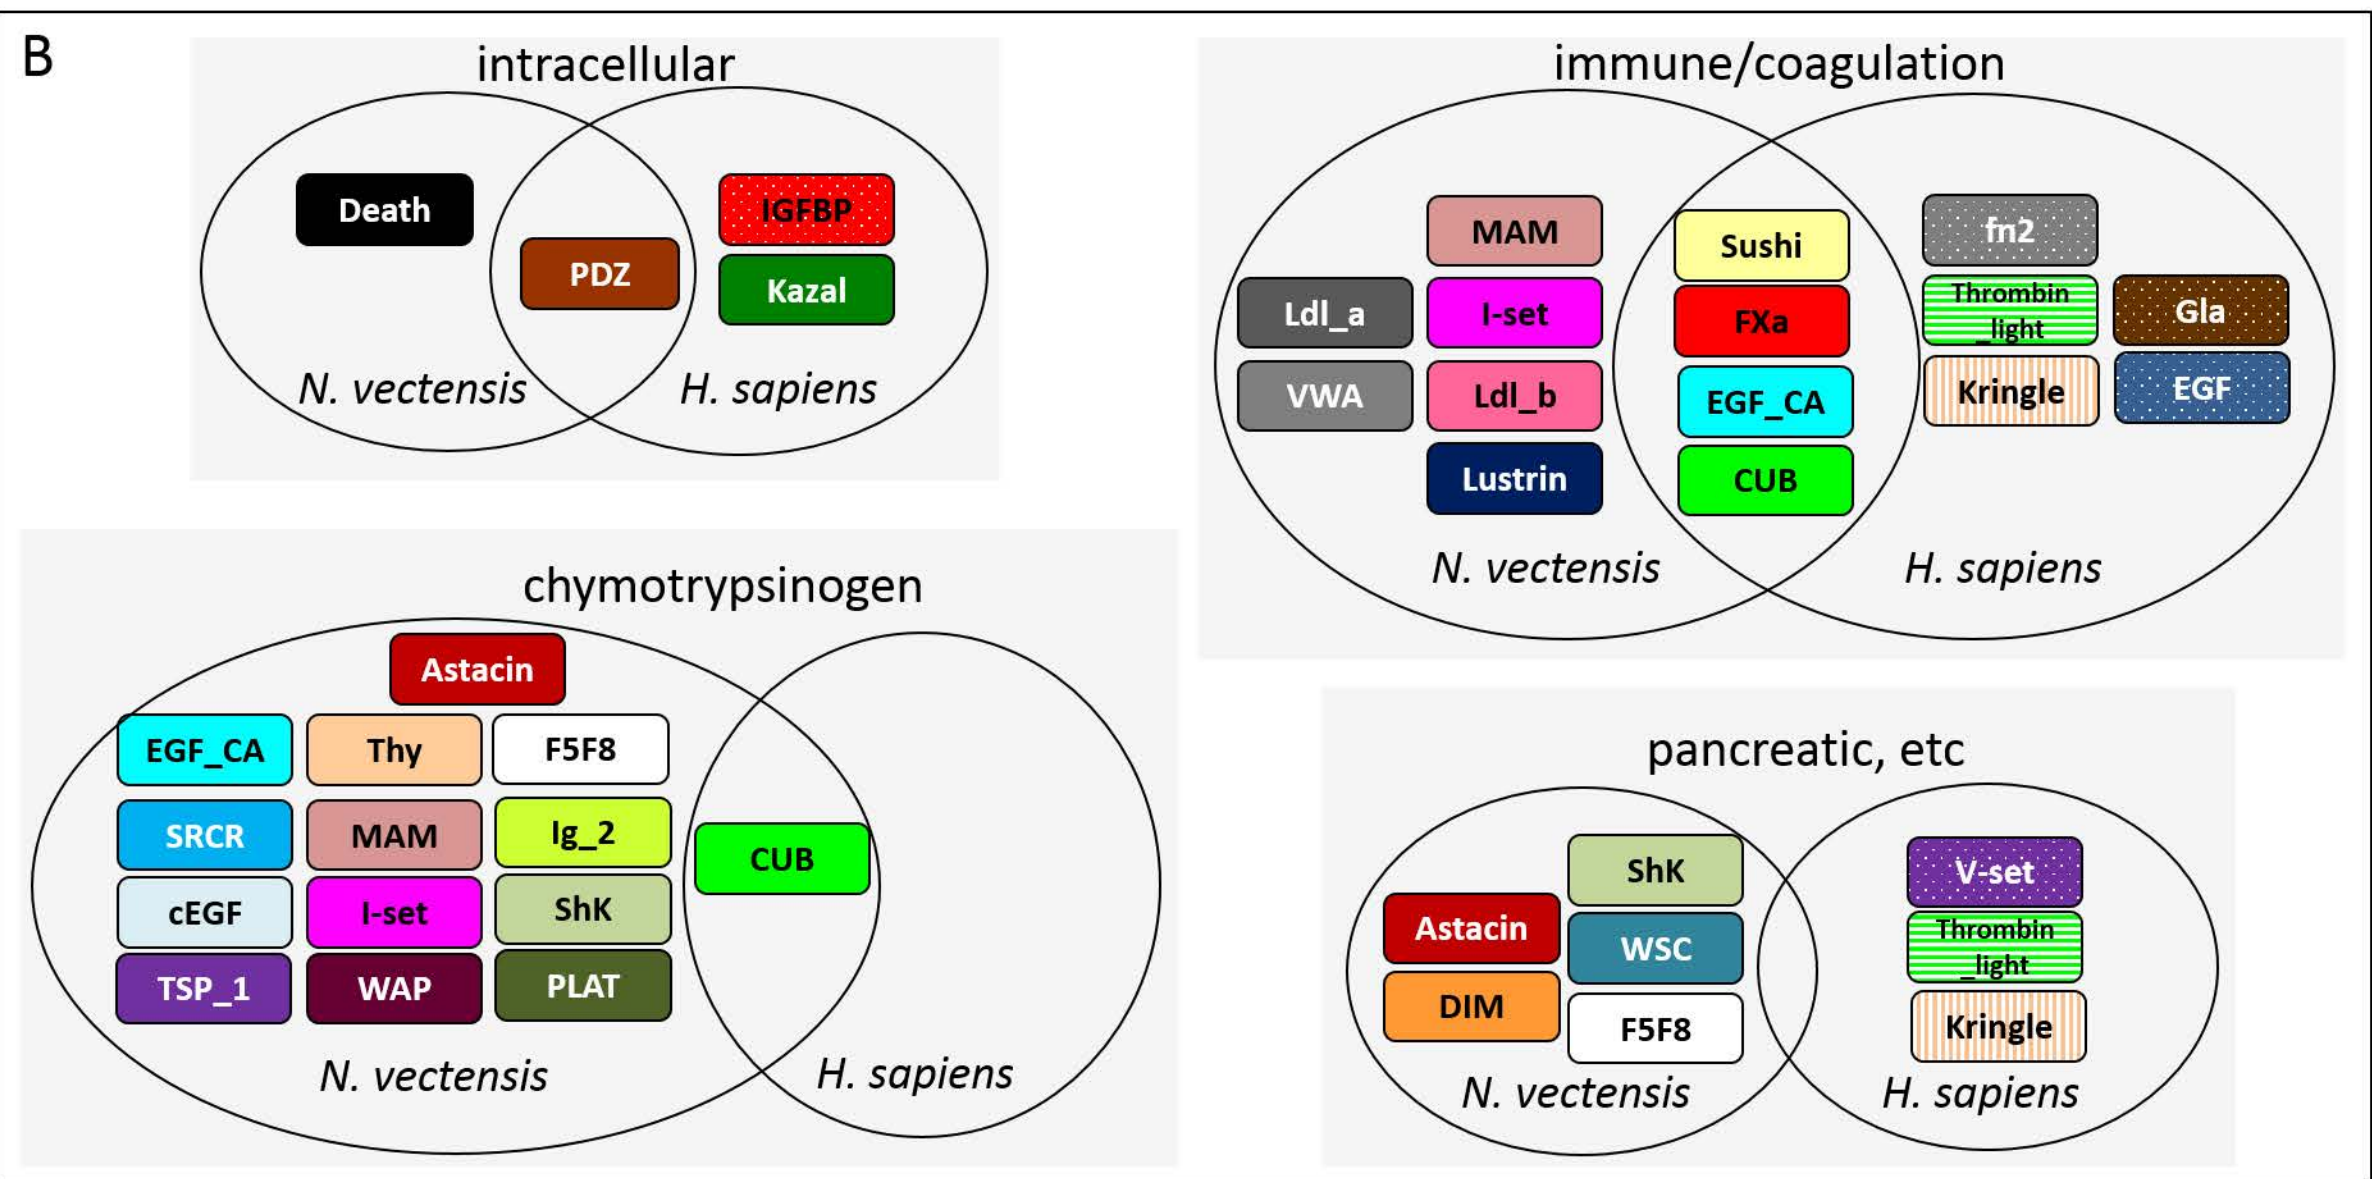 B
intracellular
Death
IGFBP
PDZ
Kazal
N. vectensis
H. sapiens
immune/coagulation
MAM
Sushi
fn2
Ldl_a
I-set
FXa
Thrombin
_light
Gla
VWA
Ldl_b
EGF_CA
Kringle
EGF
Lustrin
CUB
N. vectensis
H. sapiens
chymotrypsinogen
Astacin
EGF_CA
Thy
F5F8
SRCR
MAM
Ig_2
CUB
cEGF
I-set
ShK
TSP_1
WAP
PLAT
N. vectensis
H. sapiens
pancreatic, etc
ShK
V-set
Astacin
WSC
Thrombin
_light
DIM
F5F8
Kringle
N. vectensis
H. sapiens